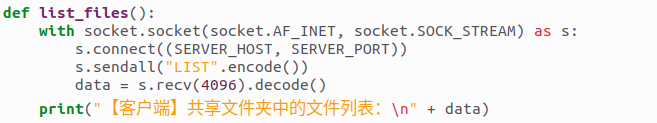 def list_files():
    with socket.socket(socket.AF_INET, socket.SOCK_STREAM) as s:
        s.connect((SERVER_HOST, SERVER_PORT))
        s.sendall("LIST".encode())
        data = s.recv(4096).decode()
    print("【客户端】共享文件夹中的文件列表：\n" + data)